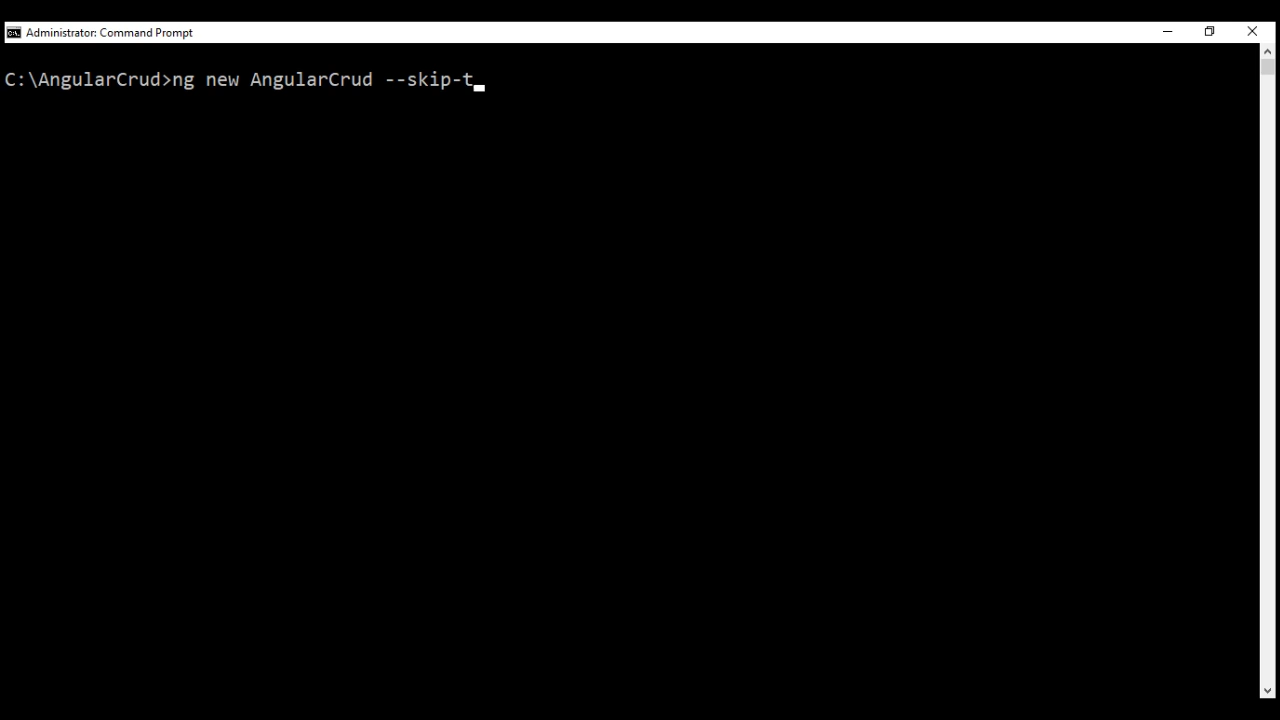 Administrator: Command Prompt
C:\AngularCrud>ng new AngularCrud --skip-t